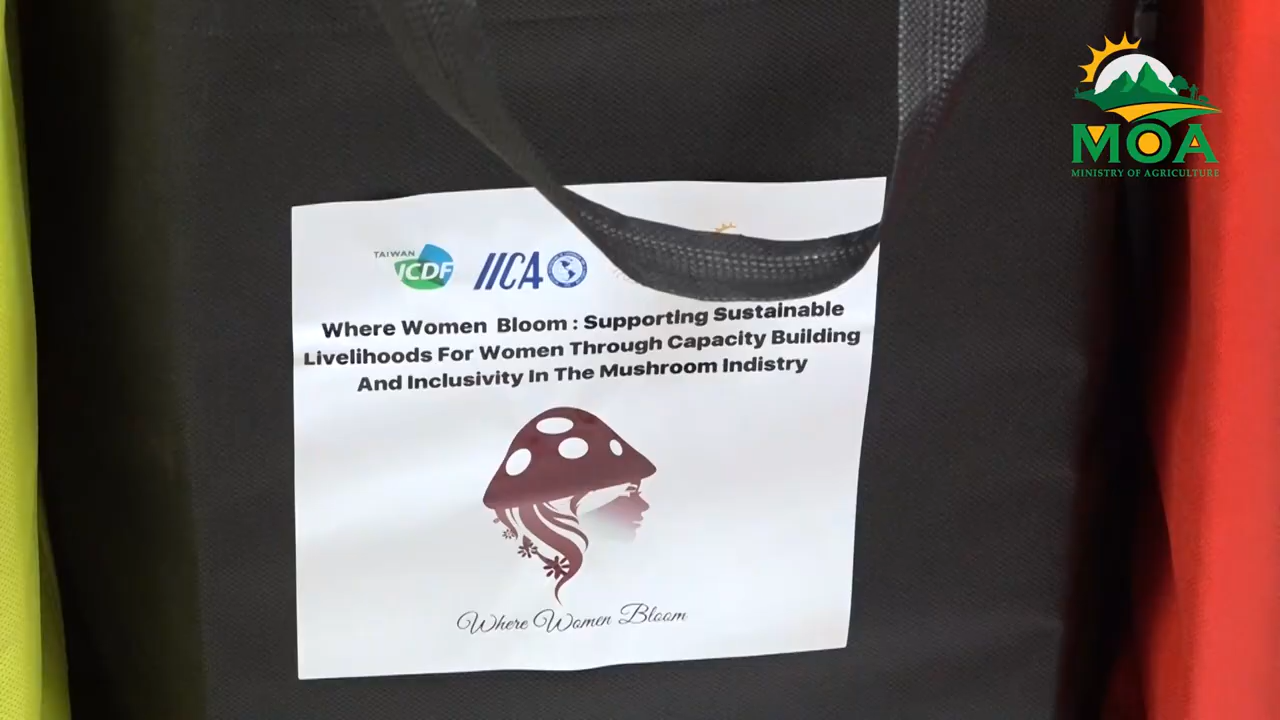 MOA
MINISTRY OF AGRICULTURE
TAIWAN
ICDF
IICA
Where Women Bloom : Supporting Sustainable
Livelihoods For Women Through Capacity Building
And Inclusivity In The Mushroom Indistry
Where Women Bloom